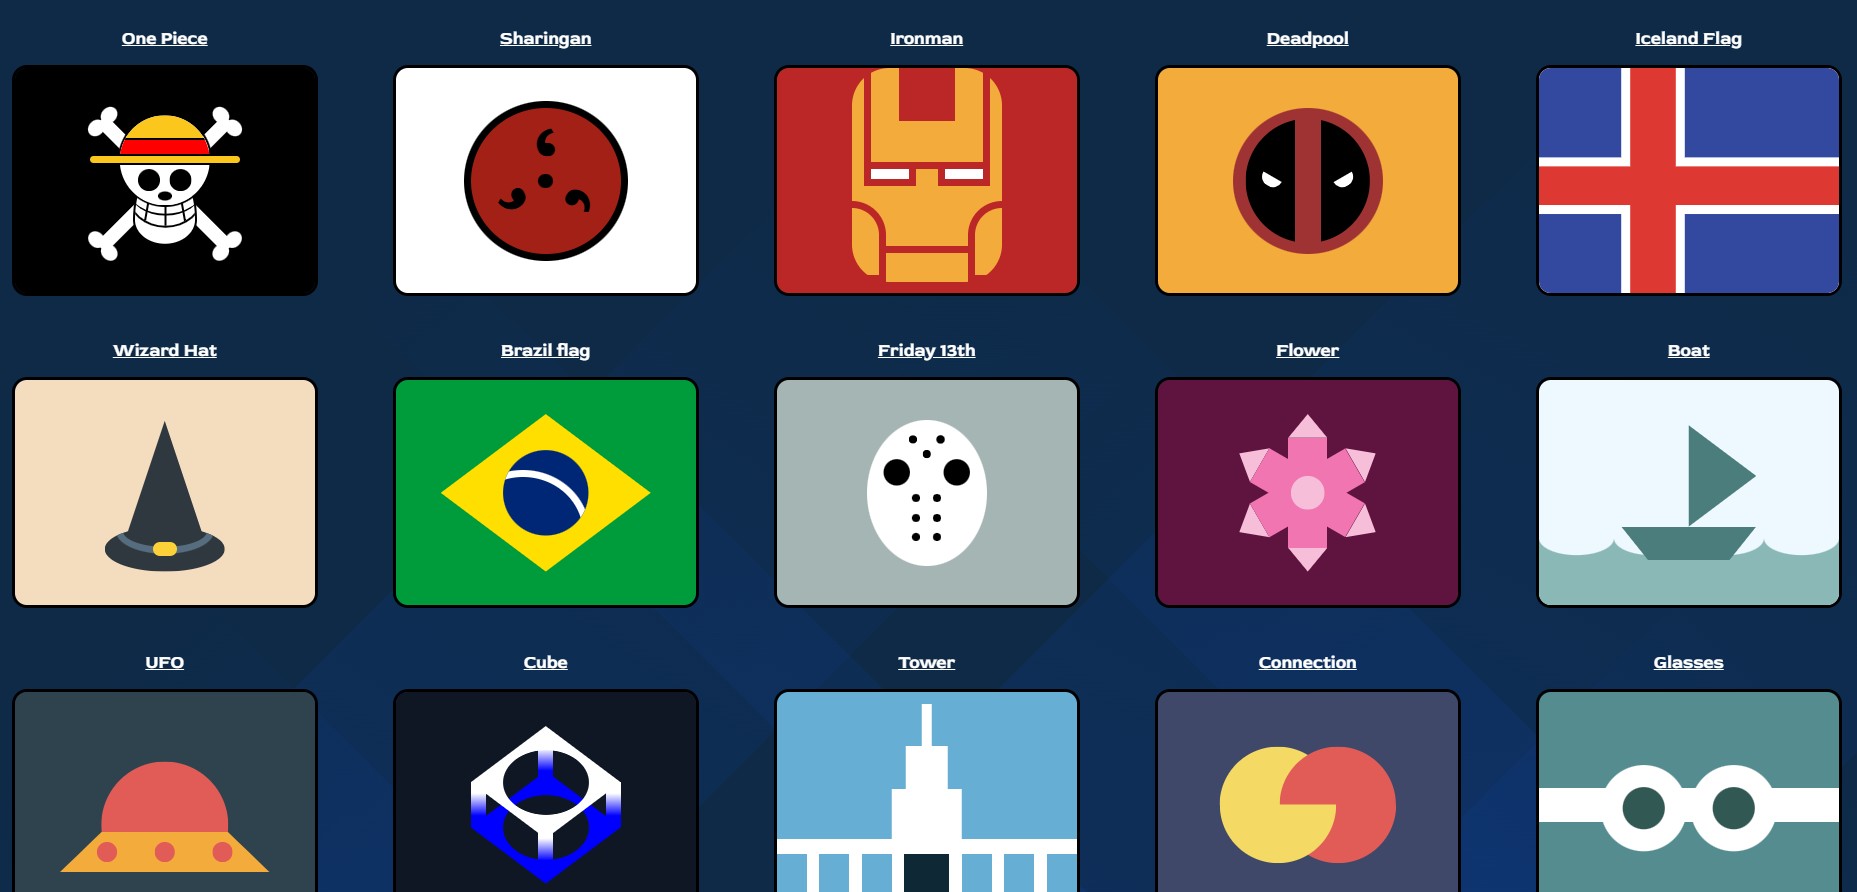 One Piece
Sharingan
Ironman
Deadpool
Iceland Flag
Wizard Hat
Brazil flag
Friday 13th
Flower
Boat
UFO
Cube
Tower
Connection
Glasses